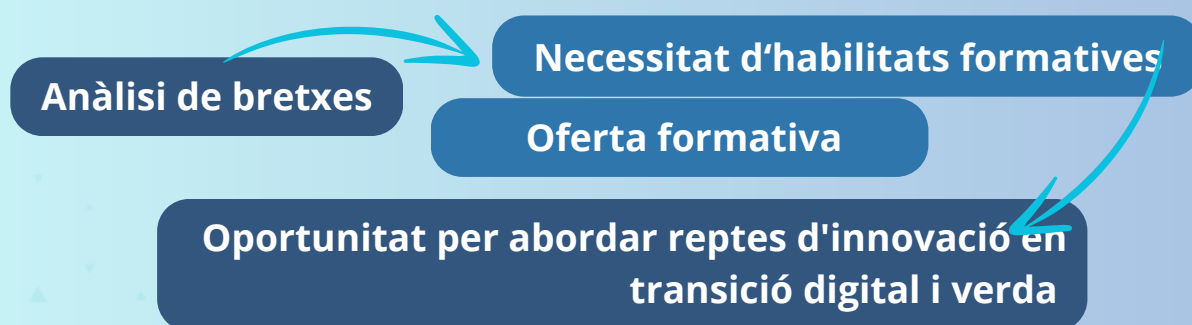 Anàlisi de bretxes
Necessitat d‘habilitats formatives
Oferta formativa
Oportunitat per abordar reptes d'innovació en
transició digital i verda